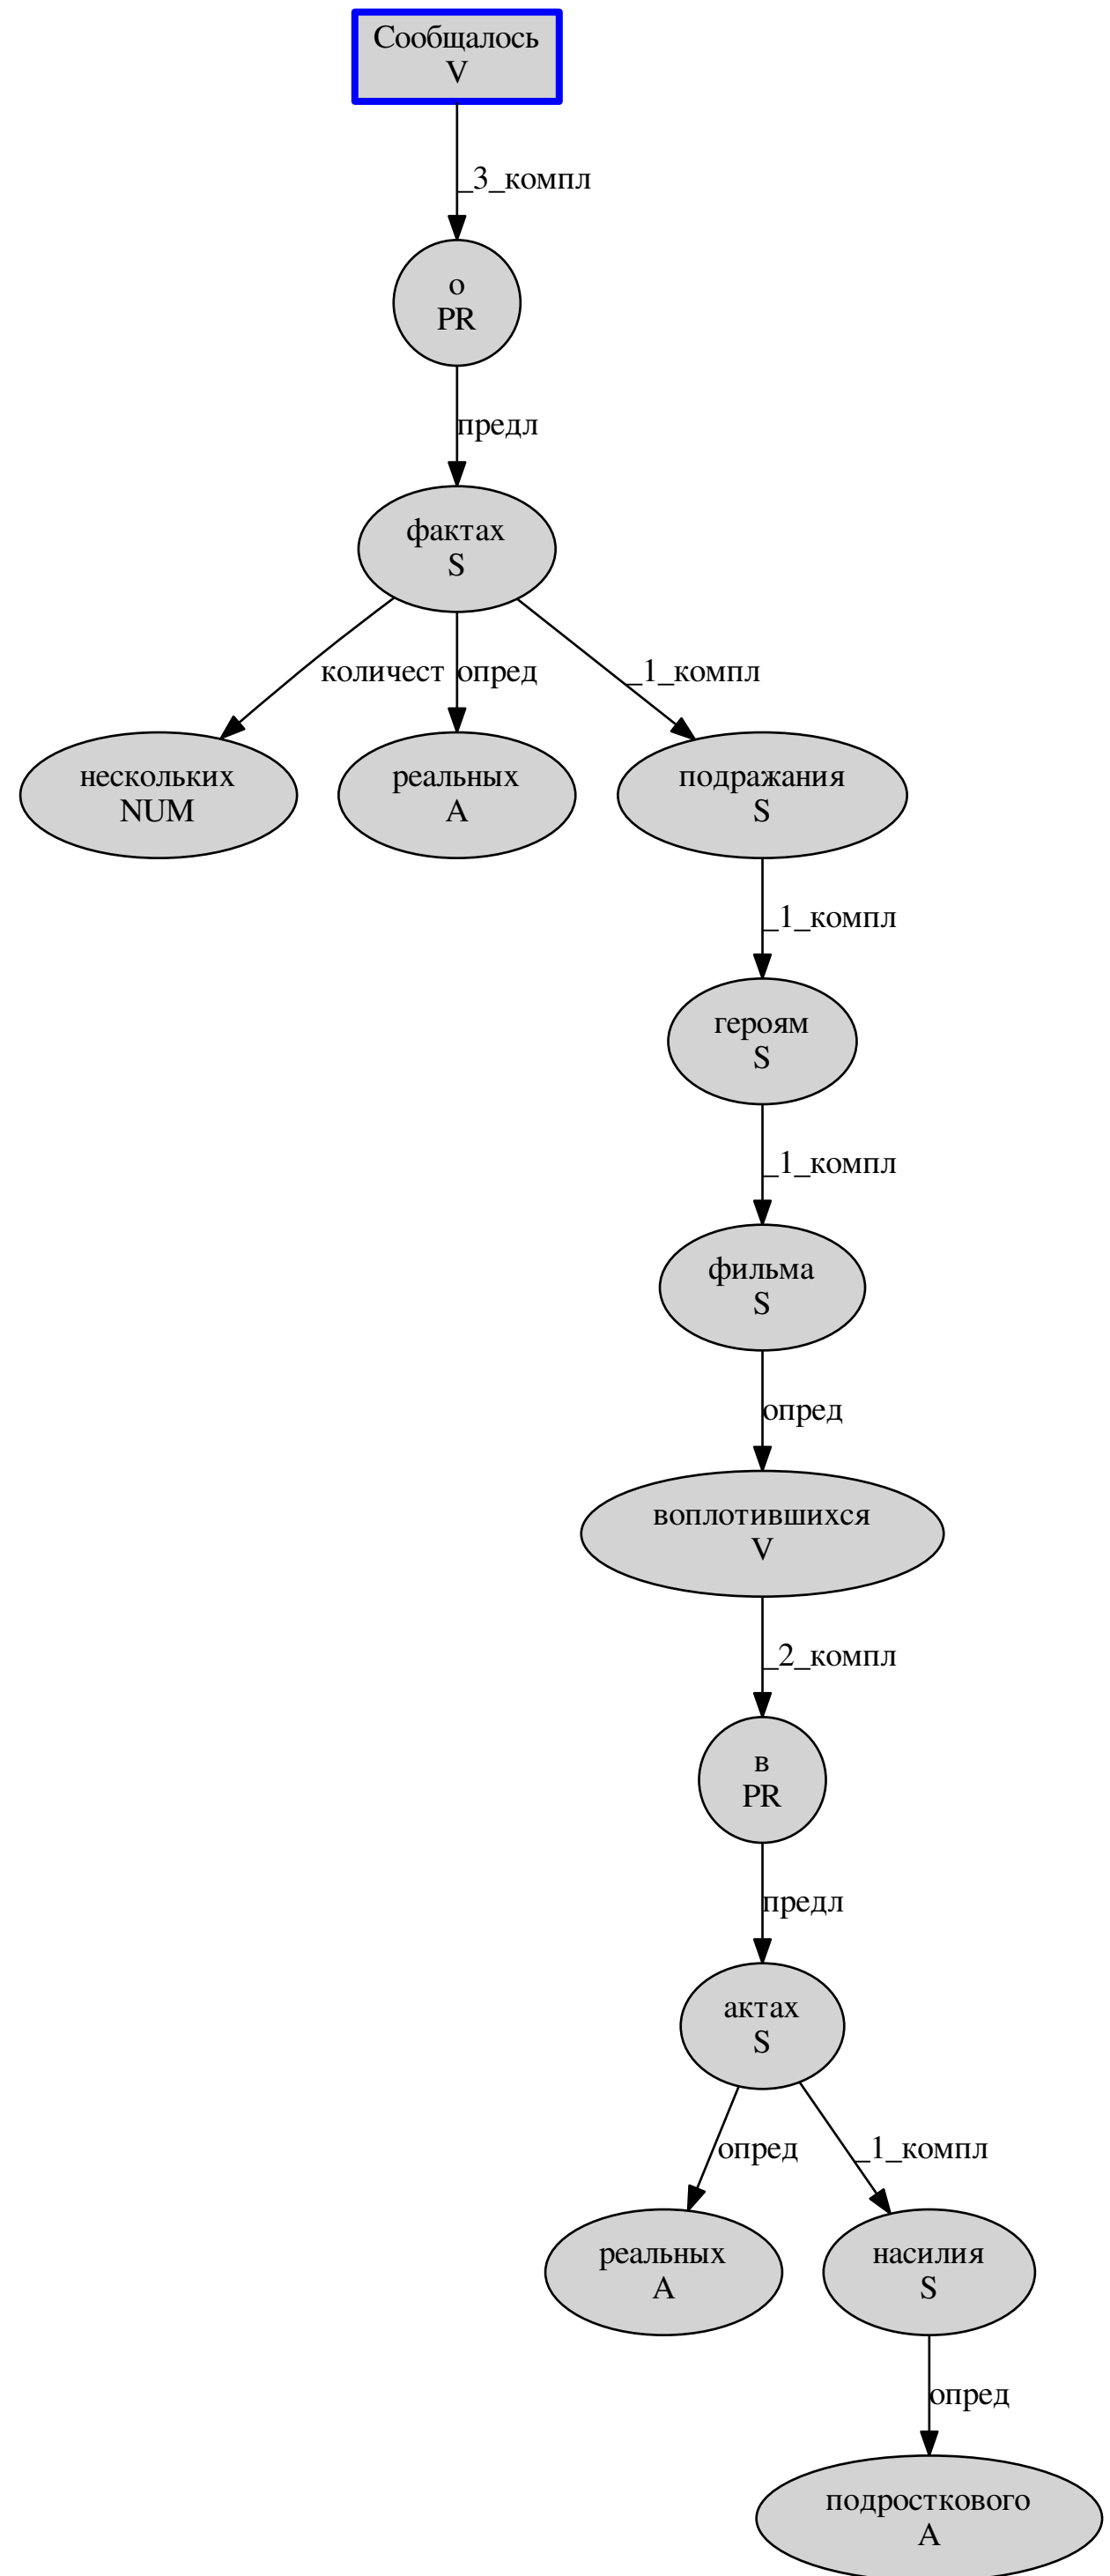 Сообщалось
V
_3_компл
о
PR
предл
фактах
S
количест
опред
_1_компл
нескольких
NUM
реальных
A
подражания
S
_1_компл
героям
S
_1_компл
фильма
S
опред
воплотившихся
V
_2_компл
в
PR
предл
актах
S
опред
_1_компл
реальных
A
насилия
S
опред
подросткового
A